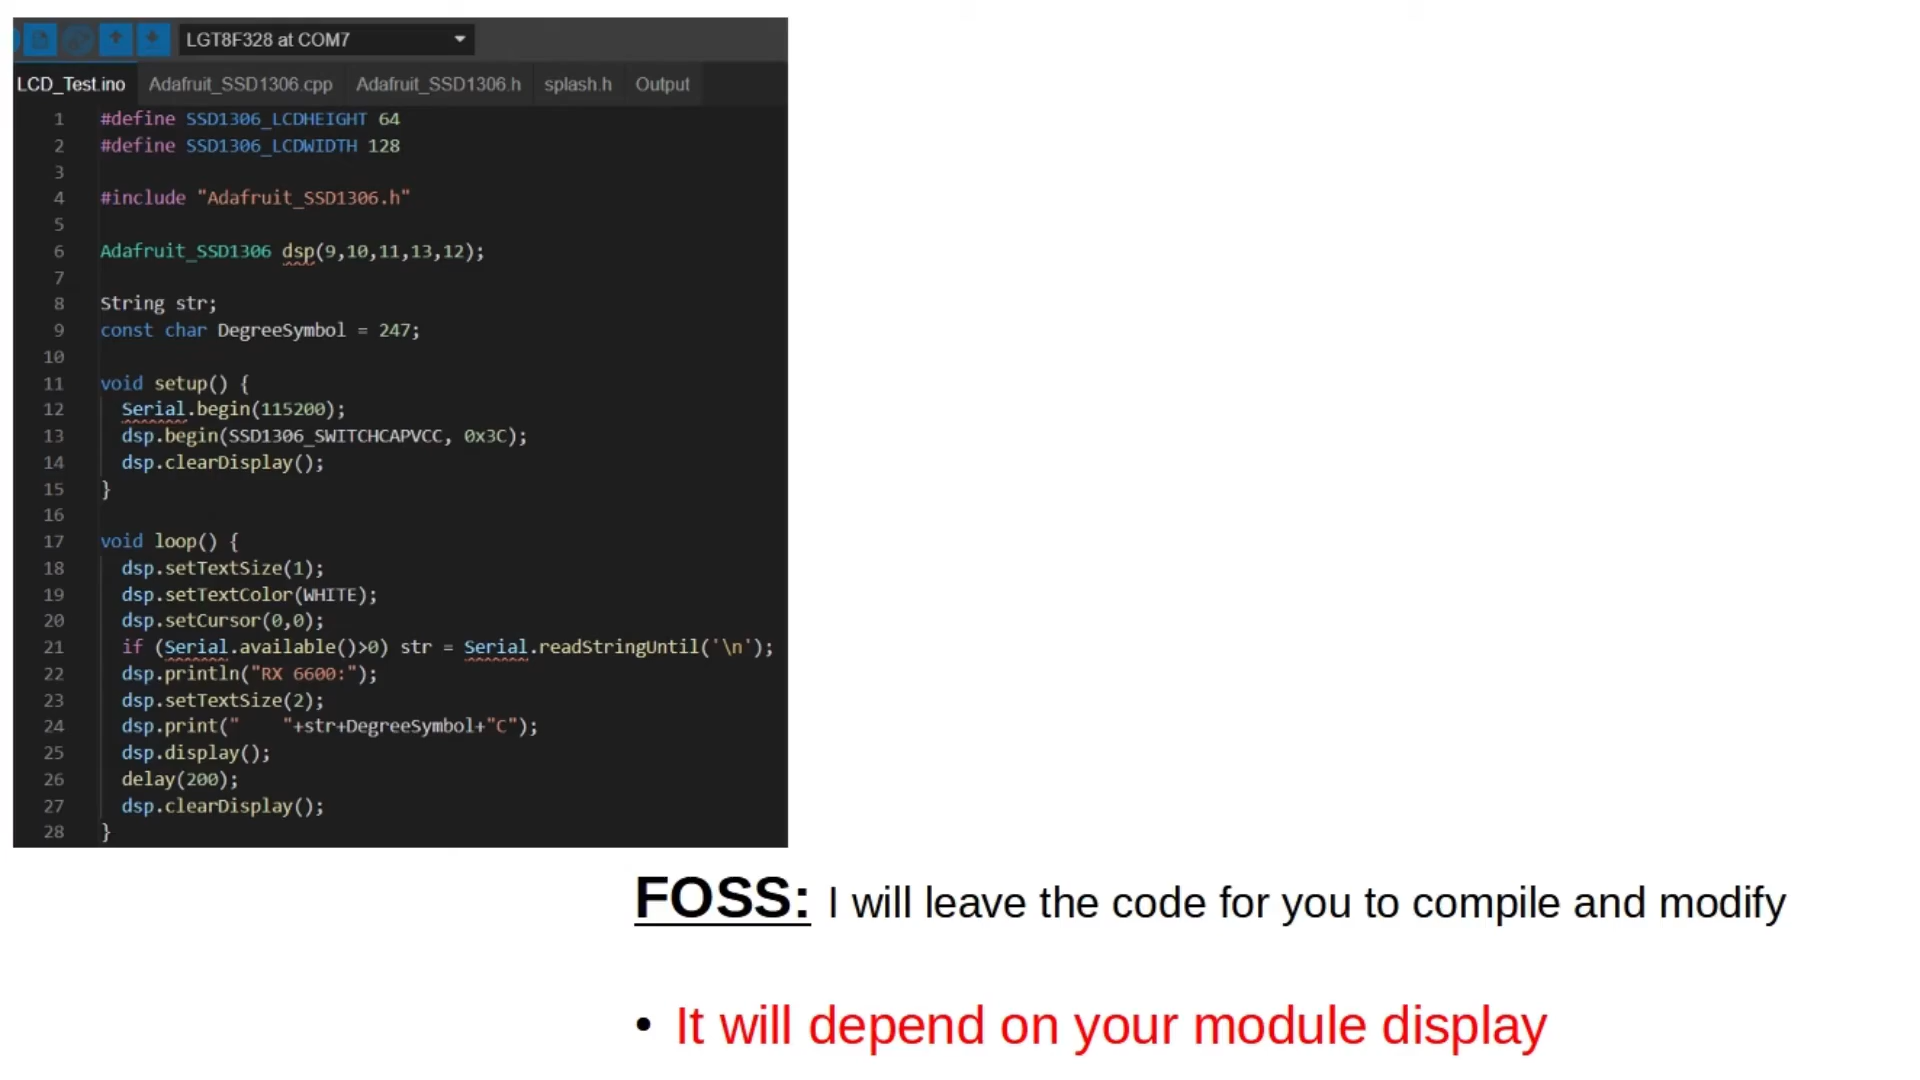 LGT8F328 at COM7
LCD_Test.ino Adafruit_SSD1306.cpp Adafruit_SSD1306.h splash.h Output
1 #define SSD1306_LCDHEIGHT 64
2 #define SSD1306_LCDWIDTH 128
3
4 #include "Adafruit_SSD1306.h"
5
6 Adafruit_SSD1306 dsp(9,10,11,13,12);
7
8 String str;
9 const char DegreeSymbol = 247;
10
11 void setup() {
12 Serial.begin(115200);
13 dsp.begin(SSD1306_SWITCHCAPVCC, 0x3C);
14 dsp.clearDisplay();
15 }
16
17 void loop() {
18 dsp.setTextSize(1);
19 dsp.setTextColor(WHITE);
20 dsp.setCursor(0,0);
21 if (Serial.available()>0) str = Serial.readStringUntil('\n');
22 dsp.println("RX 6600:");
23 dsp.setTextSize(2);
24 dsp.print("    "+str+DegreeSymbol+"C");
25 dsp.display();
26 delay(200);
27 dsp.clearDisplay();
28 }
FOSS: I will leave the code for you to compile and modify
• It will depend on your module display